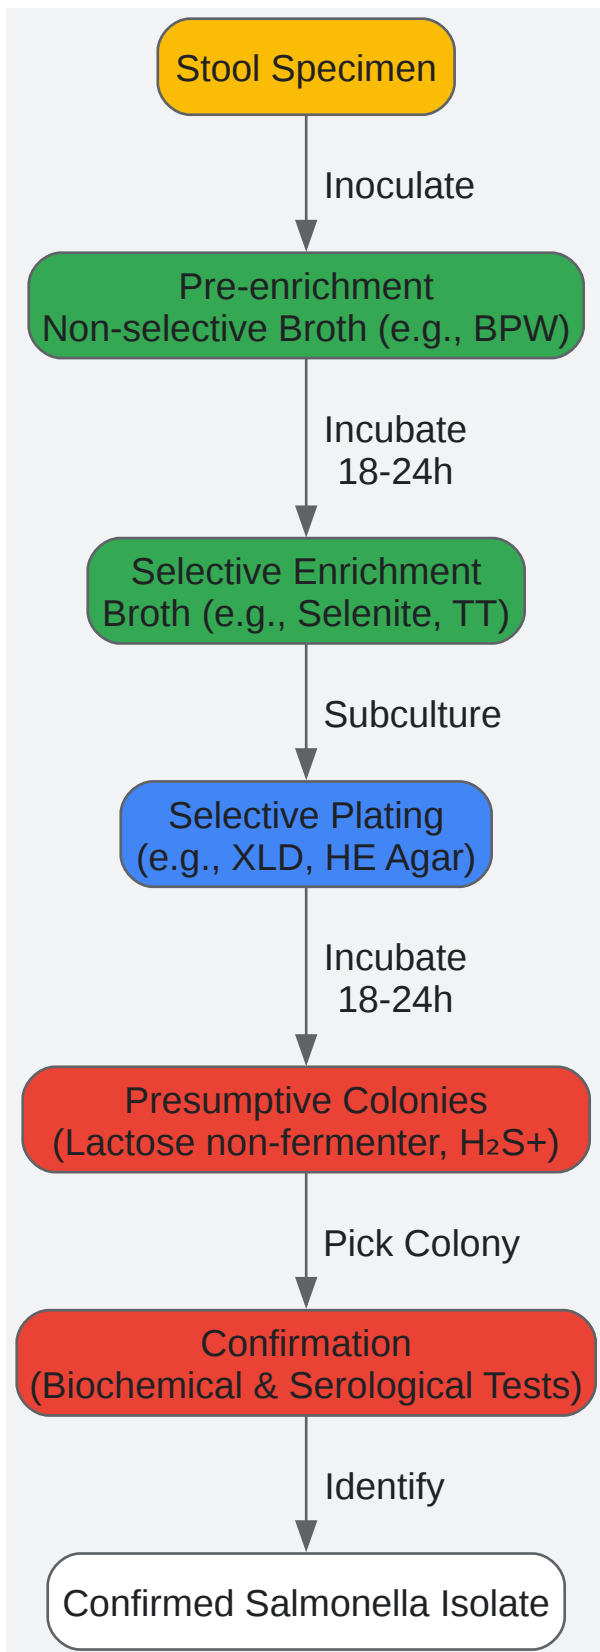 Stool Specimen
Inoculate
Pre-enrichment
Non-selective Broth (e.g., BPW)
Incubate
18-24h
Selective Enrichment
Broth (e.g., Selenite, TT)
Subculture
Selective Plating
(e.g., XLD, HE Agar)
Incubate
18-24h
Presumptive Colonies
(Lactose non-fermenter, H₂S+)
Pick Colony
Confirmation
(Biochemical & Serological Tests)
Identify
Confirmed Salmonella Isolate